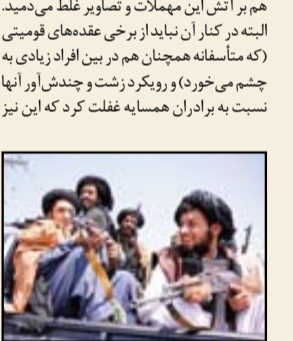 هم بر آتش این مهملات و تصاویر غلط می‌دمید.
البته در کنار آن نباید از برخی عقده‌های قومیتی
(که متأسفانه همچنان هم در بین افراد زیادی به
چشم می‌خورد) و رویکرد زشت و چندش‌آور آنها
نسبت به برادران همسایه غفلت کرد که این نیز